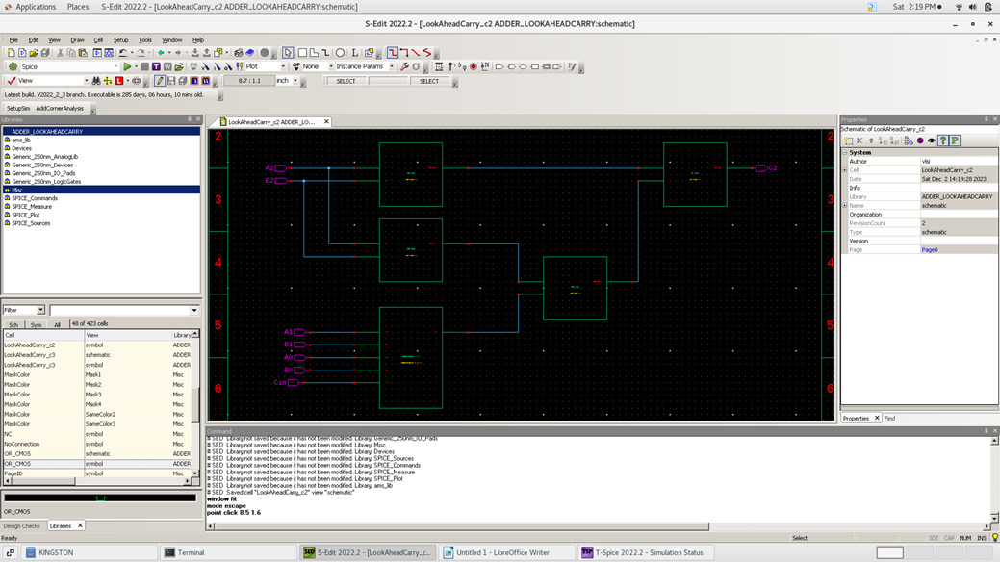 Applications Places S-Edit 2022.2 - [LookAheadCarry_c2 ADDER_LOOKAHEADCARRY:schematic] Sat Dec 2, 2:19 PM
S-Edit 2022.2 - [LookAheadCarry_c2 ADDER_LOOKAHEADCARRY:schematic]
File Edit View Draw Cell Setup Tools Window Help
Spice Plot None Instance Params
View 8.7 : 1.1 inch SELECT SELECT
Latest build. Y2022_2_3 branch. Executable is 285 days, 06 hours, 10 mins old.
SetupSim AddCornerAnalysis
Libraries
ADDER_LOOKAHEADCARRY
ams_lib
Devices
Generic_250nm_AnalogLib
Generic_250nm_Devices
Generic_250nm_IO_Pads
Generic_250nm_LogicGates
Misc
SPICE_Commands
SPICE_Measure
SPICE_Plot
SPICE_Sources
Filter
Sch Sym All 48 of 423 cells
Cell View Library
LookAheadCarry_c2 symbol ADDER
LookAheadCarry_c3 schematic ADDER
LookAheadCarry_c3 symbol ADDER
MaskColor Mask1 Misc
MaskColor Mask2 Misc
MaskColor Mask3 Misc
MaskColor Mask4 Misc
MaskColor SameColor2 Misc
MaskColor SameColor3 Misc
NC symbol Misc
NoConnection symbol Misc
OR_CMOS schematic ADDER
OR_CMOS symbol ADDER
PageID symbol Misc
OR_CMOS
Design Checks Libraries
LookAheadCarry_c2 ADDER_LO...
2 2
3 3
4 4
5 5
6 6
A2
B2
C2
A1
B1
A0
B0
Cin
Command
# SED Library not saved because it has not been modified. Library: Generic_250nm_IO_Pads
# SED Library not saved because it has not been modified. Library: Misc
# SED Library not saved because it has not been modified. Library: Devices
# SED Library not saved because it has not been modified. Library: SPICE_Sources
# SED Library not saved because it has not been modified. Library: SPICE_Commands
# SED Library not saved because it has not been modified. Library: SPICE_Measure
# SED Library not saved because it has not been modified. Library: SPICE_Plot
# SED Library not saved because it has not been modified. Library: ams_lib
# SED Saved cell "LookAheadCarry_c2" view "schematic"
window fit
mode escape
point click 8.5 1.6
Properties
Schematic of LookAheadCarry_c2
System
Author vlsi
Cell LookAheadCarry_c2
Date Sat Dec 2 14:19:28 2023
Info
Library ADDER_LOOKAHEADCARRY
Name schematic
Organization
RevisionCount 2
Type schematic
Version
Page Page0
Properties Find
Ready Select SDE CAP NUM INS
KINGSTON Terminal S-Edit 2022.2 - [LookAheadCarry_c... Untitled 1 - LibreOffice Writer T-Spice 2022.2 - Simulation Status